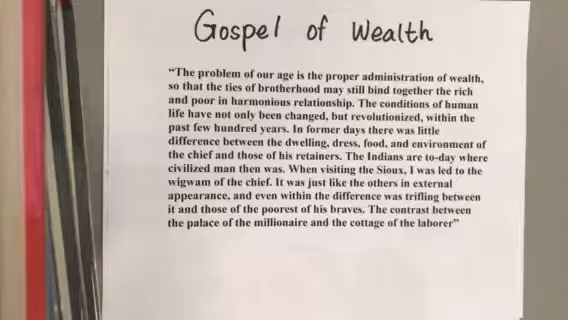 Gospel of Wealth
“The problem of our age is the proper administration of wealth,
so that the ties of brotherhood may still bind together the rich
and poor in harmonious relationship. The conditions of human
life have not only been changed, but revolutionized, within the
past few hundred years. In former days there was little
difference between the dwelling, dress, food, and environment of
the chief and those of his retainers. The Indians are to-day where
civilized man then was. When visiting the Sioux, I was led to the
wigwam of the chief. It was just like the others in external
appearance, and even within the difference was trifling between
it and those of the poorest of his braves. The contrast between
the palace of the millionaire and the cottage of the laborer”